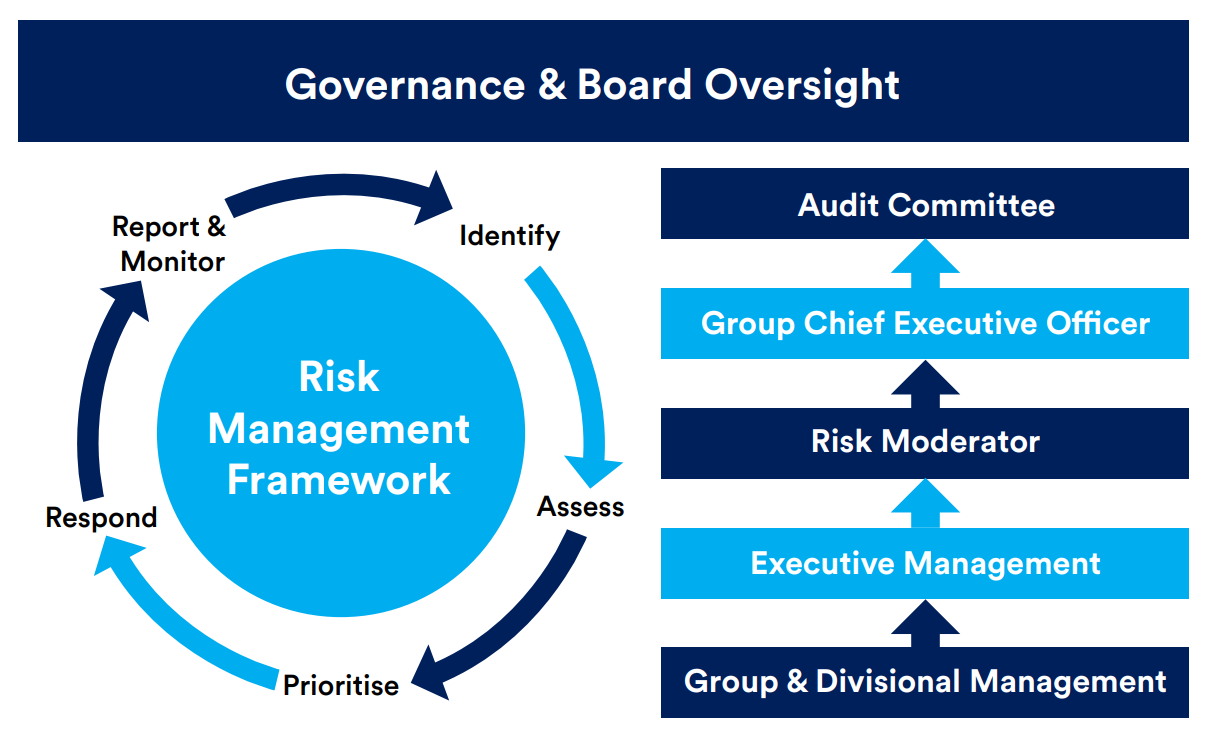 Governance & Board Oversight
Report &
Monitor
Identify
Risk
Management
Framework
Assess
Respond
Prioritise
Audit Committee
Group Chief Executive Officer
Risk Moderator
Executive Management
Group & Divisional Management